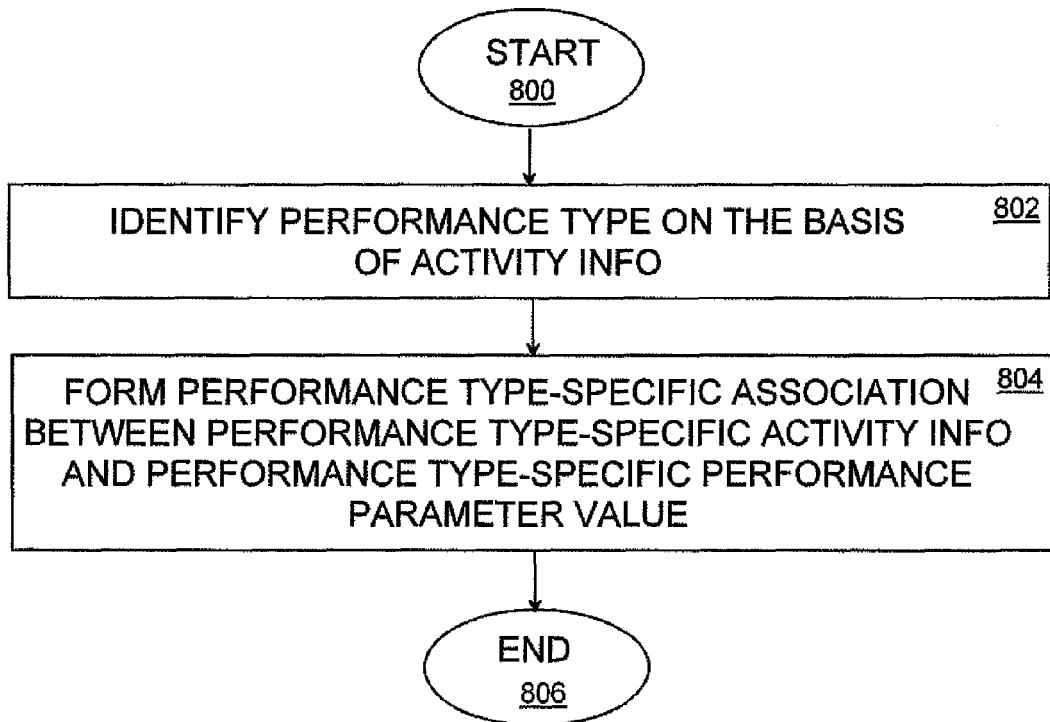 START
800
802
IDENTIFY PERFORMANCE TYPE ON THE BASIS
OF ACTIVITY INFO
804
FORM PERFORMANCE TYPE-SPECIFIC ASSOCIATION
BETWEEN PERFORMANCE TYPE-SPECIFIC ACTIVITY INFO
AND PERFORMANCE TYPE-SPECIFIC PERFORMANCE
PARAMETER VALUE
END
806